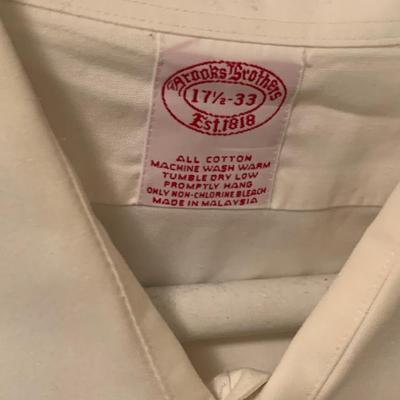 Brooks Brothers
17½-33
Est.1818
ALL COTTON
MACHINE WASH WARM
TUMBLE DRY LOW
PROMPTLY HANG
ONLY NON-CHLORINE BLEACH
MADE IN MALAYSIA